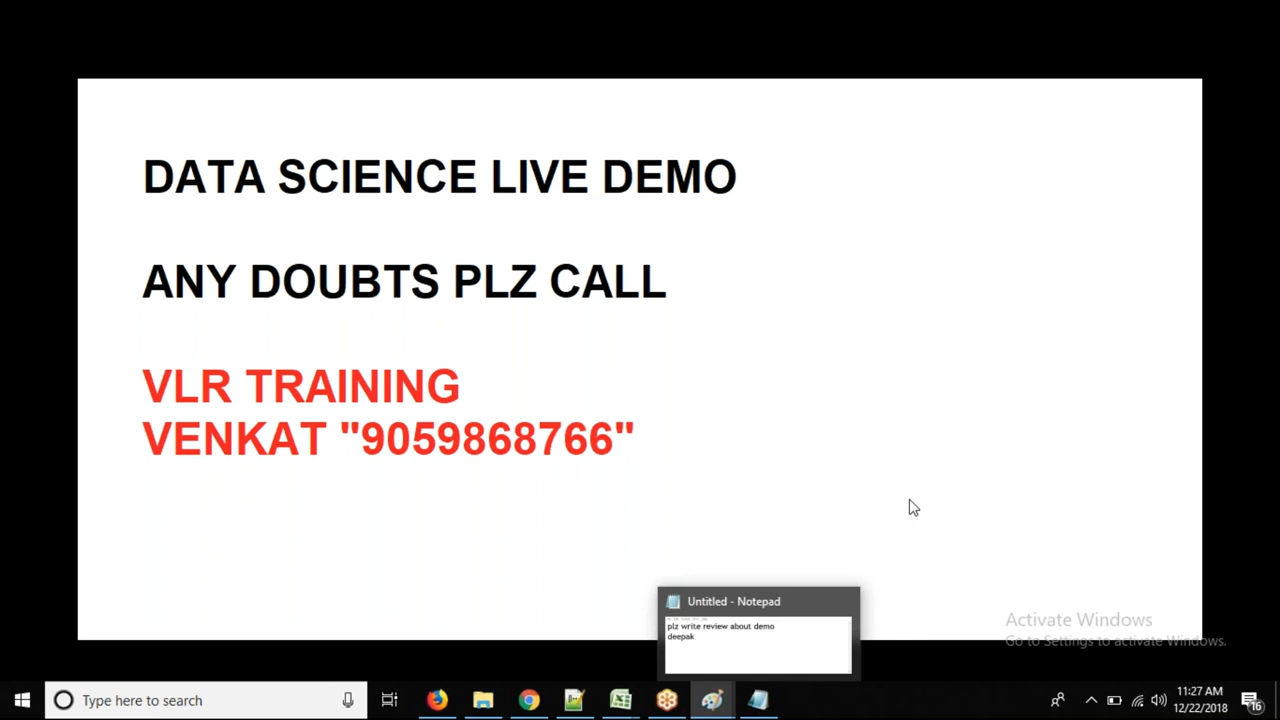 DATA SCIENCE LIVE DEMO
ANY DOUBTS PLZ CALL
VLR TRAINING
VENKAT "9059868766"
Untitled - Notepad
plz write review about demo
deepak
Activate Windows
Go to Settings to activate Windows.
Type here to search
11:27 AM
12/22/2018
16